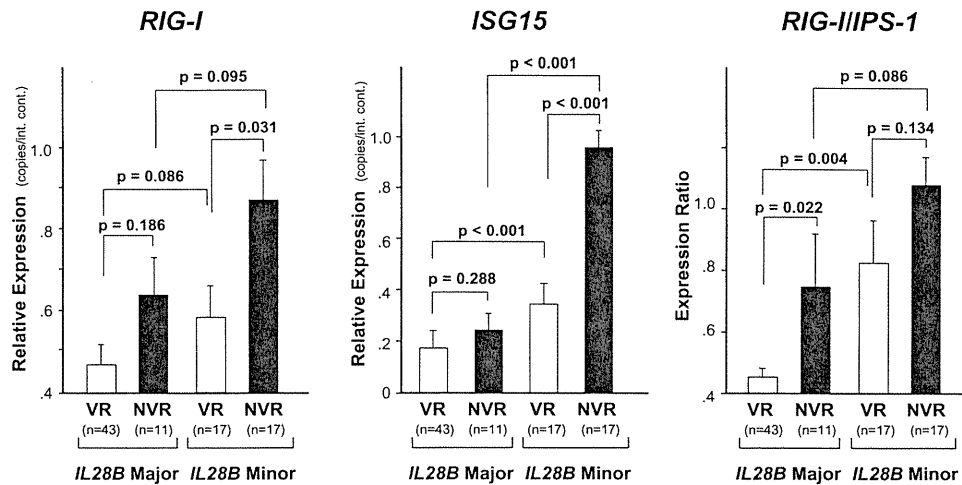 RIG-I
Relative Expression (copies/int. cont.)
1.0
.8
.6
.4
p = 0.095
p = 0.031
p = 0.086
p = 0.186
VR NVR VR NVR
(n=43) (n=11) (n=17) (n=17)
IL28B Major IL28B Minor
ISG15
Relative Expression (copies/int. cont.)
1.0
.8
.6
.4
.2
0
p < 0.001
p < 0.001
p < 0.001
p = 0.288
VR NVR VR NVR
(n=43) (n=11) (n=17) (n=17)
IL28B Major IL28B Minor
RIG-I/IPS-1
Expression Ratio
1.0
.8
.6
.4
p = 0.086
p = 0.134
p = 0.004
p = 0.022
VR NVR VR NVR
(n=43) (n=11) (n=17) (n=17)
IL28B Major IL28B Minor